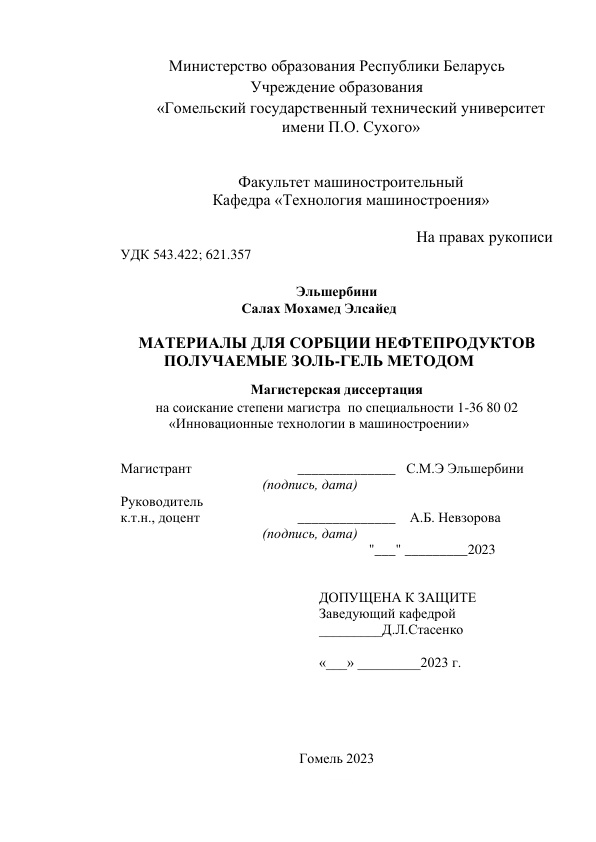 Министерство образования Республики Беларусь
Учреждение образования
«Гомельский государственный технический университет
имени П.О. Сухого»
Факультет машиностроительный
Кафедра «Технология машиностроения»
На правах рукописи
УДК 543.422; 621.357
Эльшербини
Салах Мохамед Элсайед
МАТЕРИАЛЫ ДЛЯ СОРБЦИИ НЕФТЕПРОДУКТОВ
ПОЛУЧАЕМЫЕ ЗОЛЬ-ГЕЛЬ МЕТОДОМ
Магистерская диссертация
на соискание степени магистра по специальности 1-36 80 02
«Инновационные технологии в машиностроении»
Магистрант ______________ С.М.Э Эльшербини
(подпись, дата)
Руководитель
к.т.н., доцент ______________ А.Б. Невзорова
(подпись, дата)
"___" _________2023
ДОПУЩЕНА К ЗАЩИТЕ
Заведующий кафедрой
_________Д.Л.Стасенко
«___» _________2023 г.
Гомель 2023